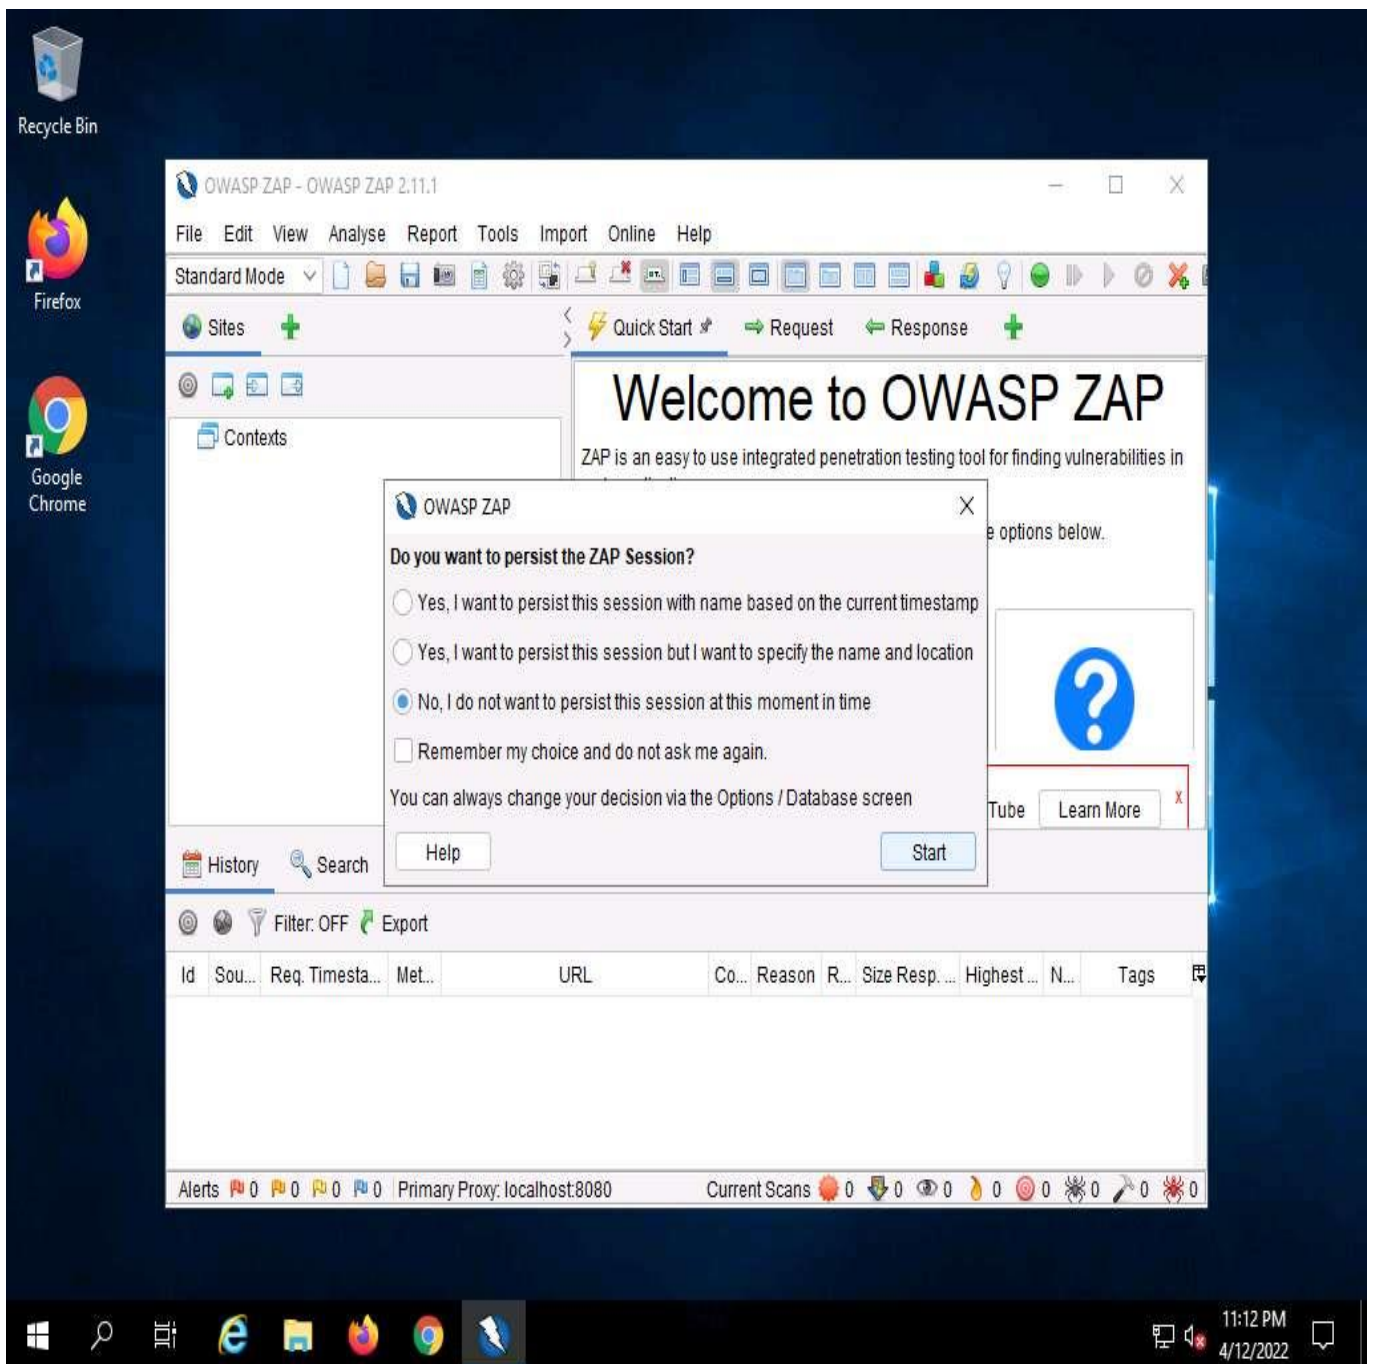 Recycle Bin
Firefox
Google
Chrome
OWASP ZAP - OWASP ZAP 2.11.1
File Edit View Analyse Report Tools Import Online Help
Standard Mode
Sites
Quick Start Request Response
Contexts
Welcome to OWASP ZAP
ZAP is an easy to use integrated penetration testing tool for finding vulnerabilities in
e options below.
OWASP ZAP
Do you want to persist the ZAP Session?
Yes, I want to persist this session with name based on the current timestamp
Yes, I want to persist this session but I want to specify the name and location
No, I do not want to persist this session at this moment in time
Remember my choice and do not ask me again.
You can always change your decision via the Options / Database screen
Help Start
Tube Learn More X
History Search
Filter: OFF Export
Id Sou... Req. Timesta... Met... URL Co... Reason R... Size Resp. ... Highest ... N... Tags
Alerts 0 0 0 0 Primary Proxy: localhost:8080 Current Scans 0 0 0 0 0 0 0 0
11:12 PM
4/12/2022